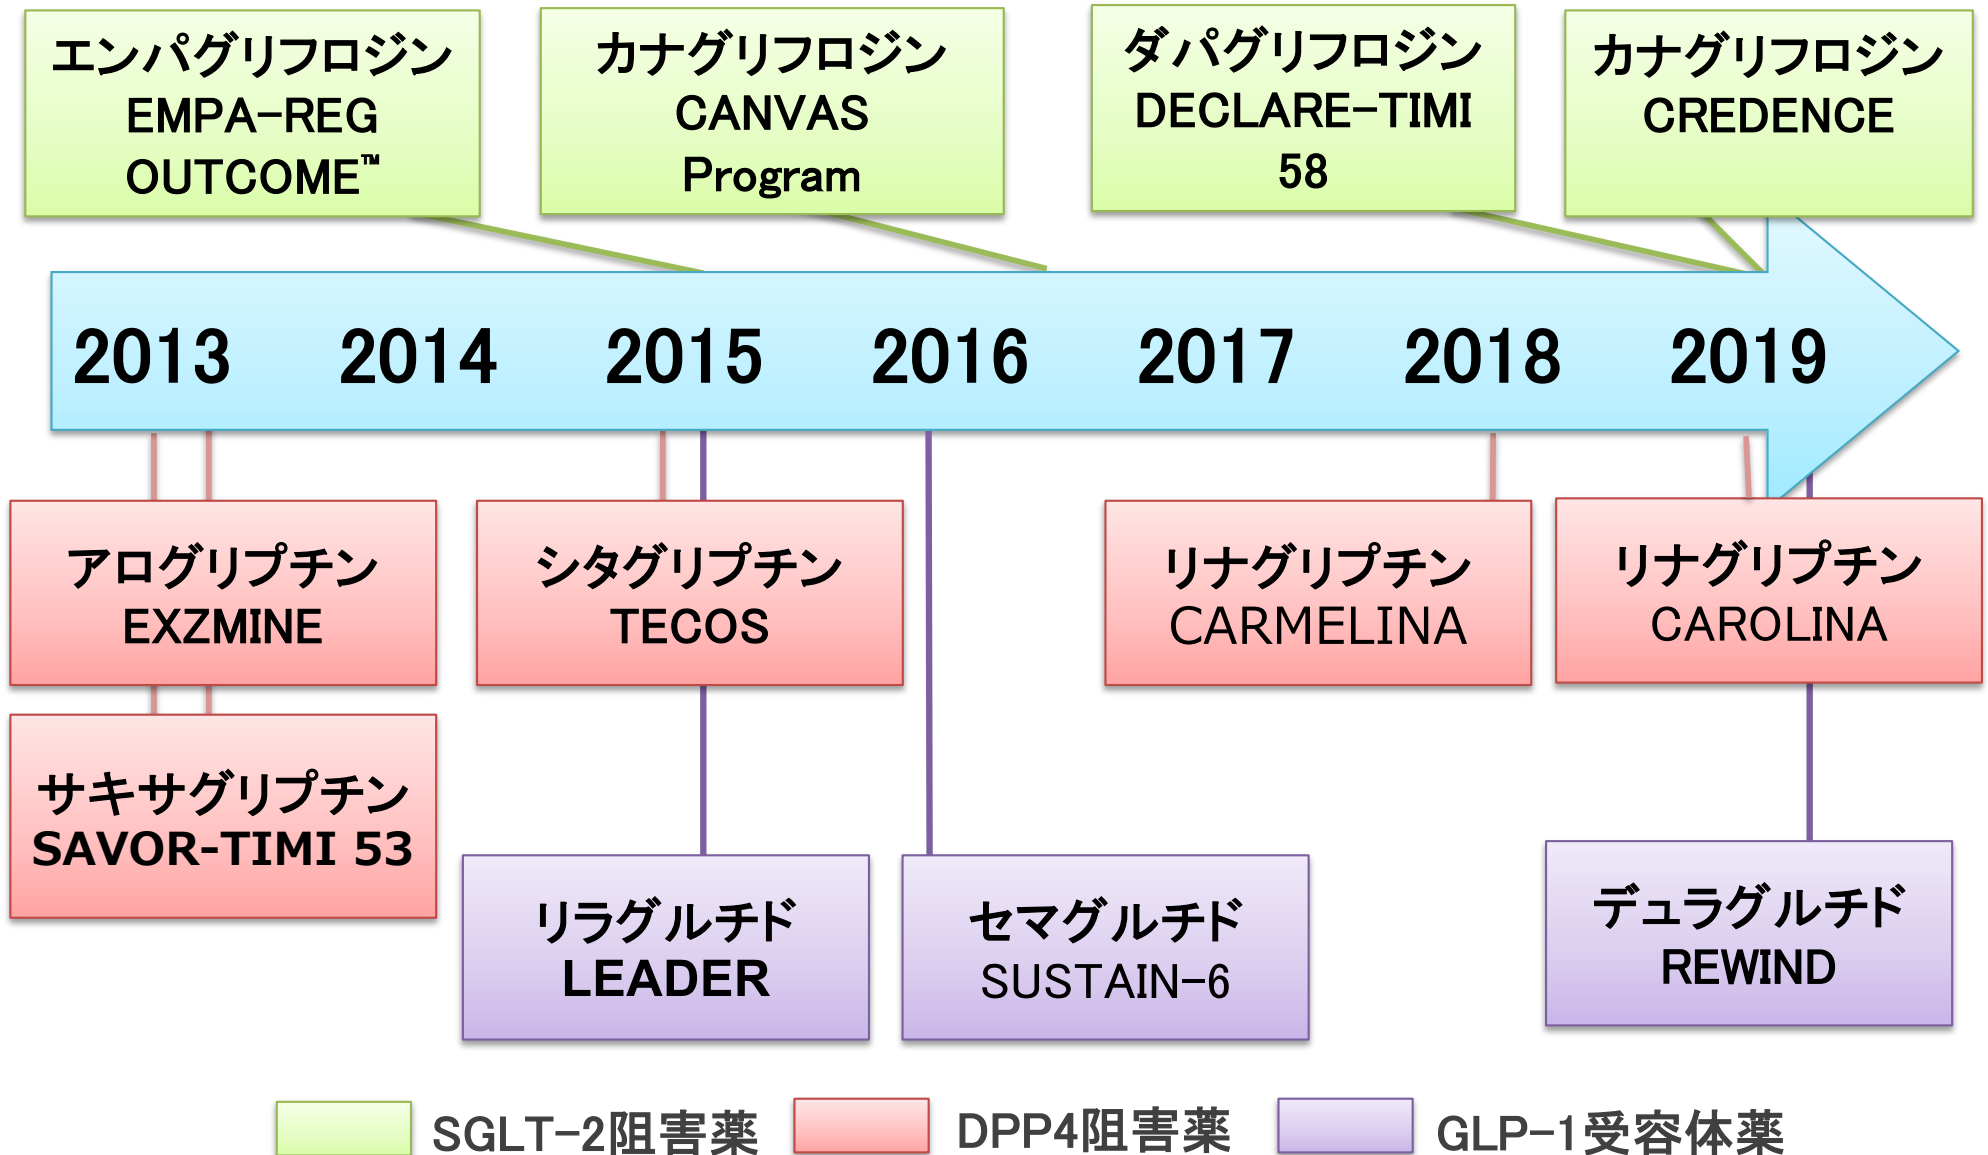 エンパグリフロジン
EMPA-REG
OUTCOME™
カナグリフロジン
CANVAS
Program
ダパグリフロジン
DECLARE-TIMI
58
カナグリフロジン
CREDENCE
2013 2014 2015 2016 2017 2018 2019
アログリプチン
EXZMINE
シタグリプチン
TECOS
リナグリプチン
CARMELINA
リナグリプチン
CAROLINA
サキサグリプチン
SAVOR-TIMI 53
リラグルチド
LEADER
セマグルチド
SUSTAIN-6
デュラグルチド
REWIND
SGLT-2阻害薬
DPP4阻害薬
GLP-1受容体薬